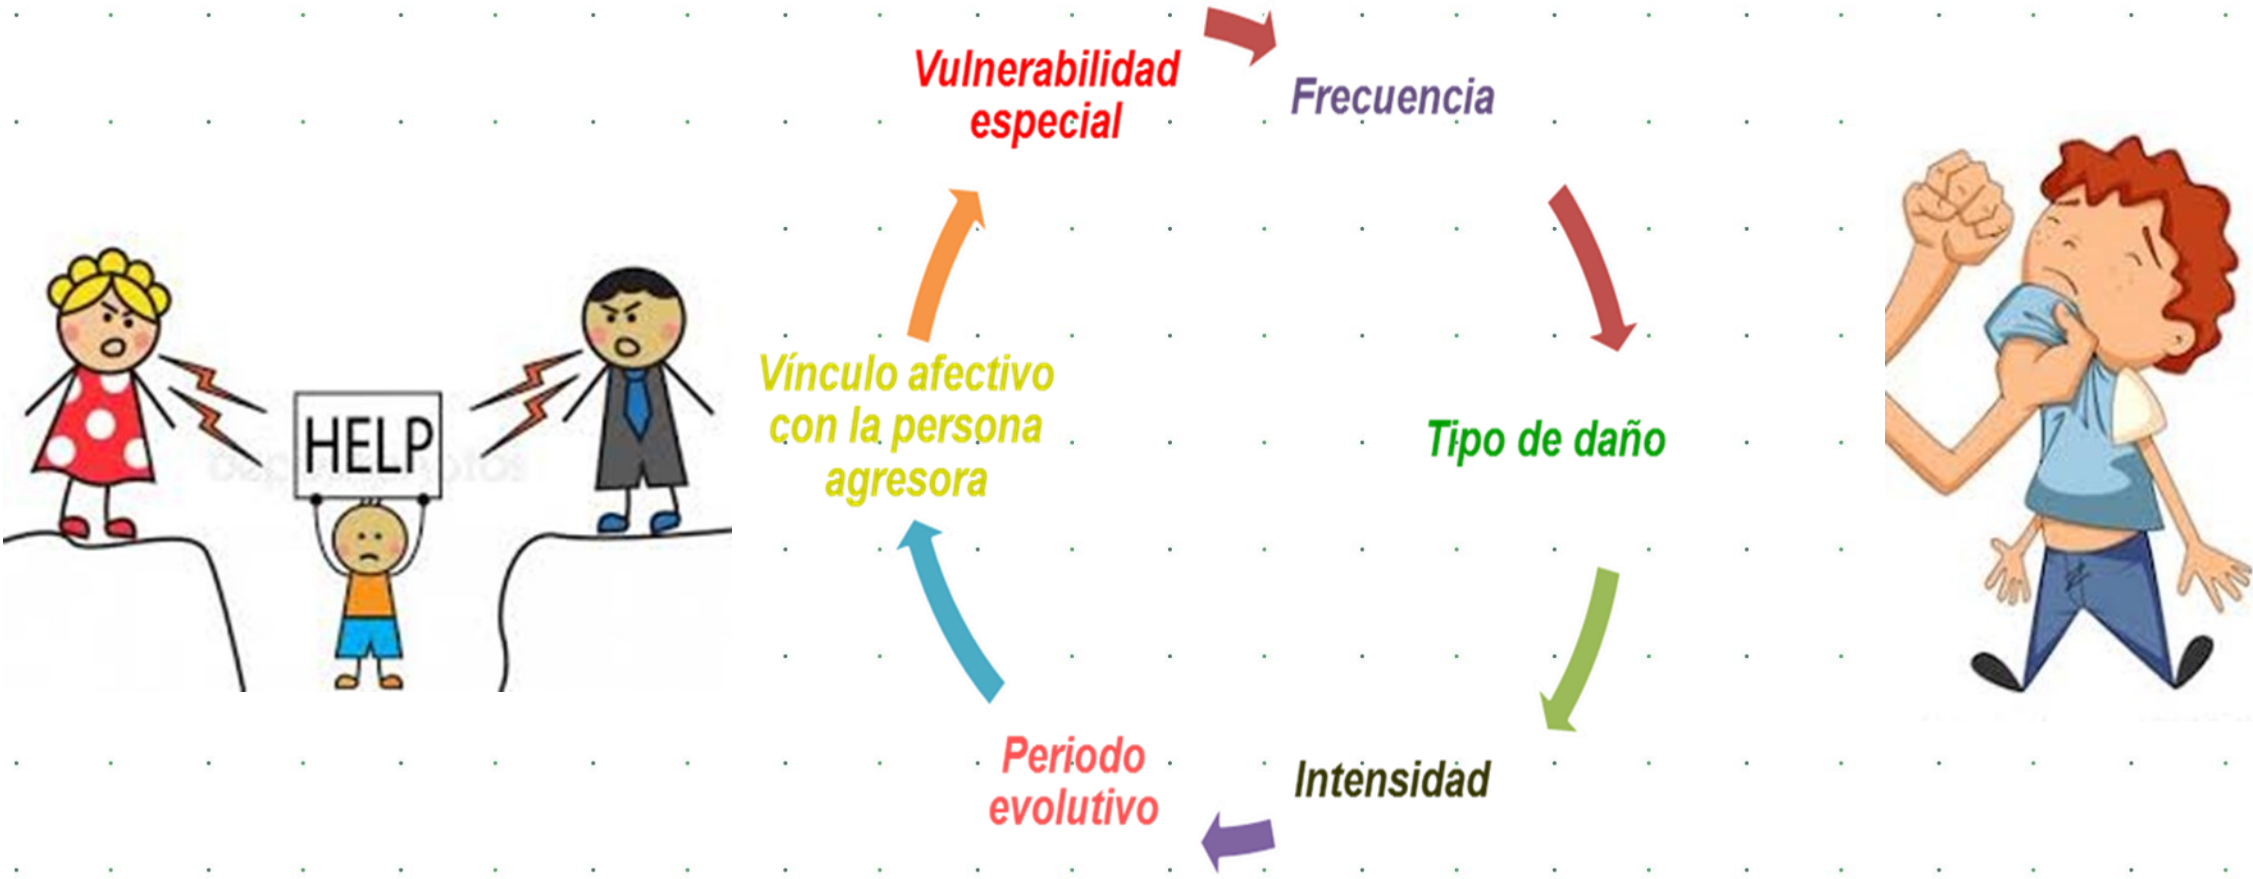 Vulnerabilidad
especial
Frecuencia
Tipo de daño
Intensidad
Periodo
evolutivo
Vínculo afectivo
con la persona
agresora
HELP